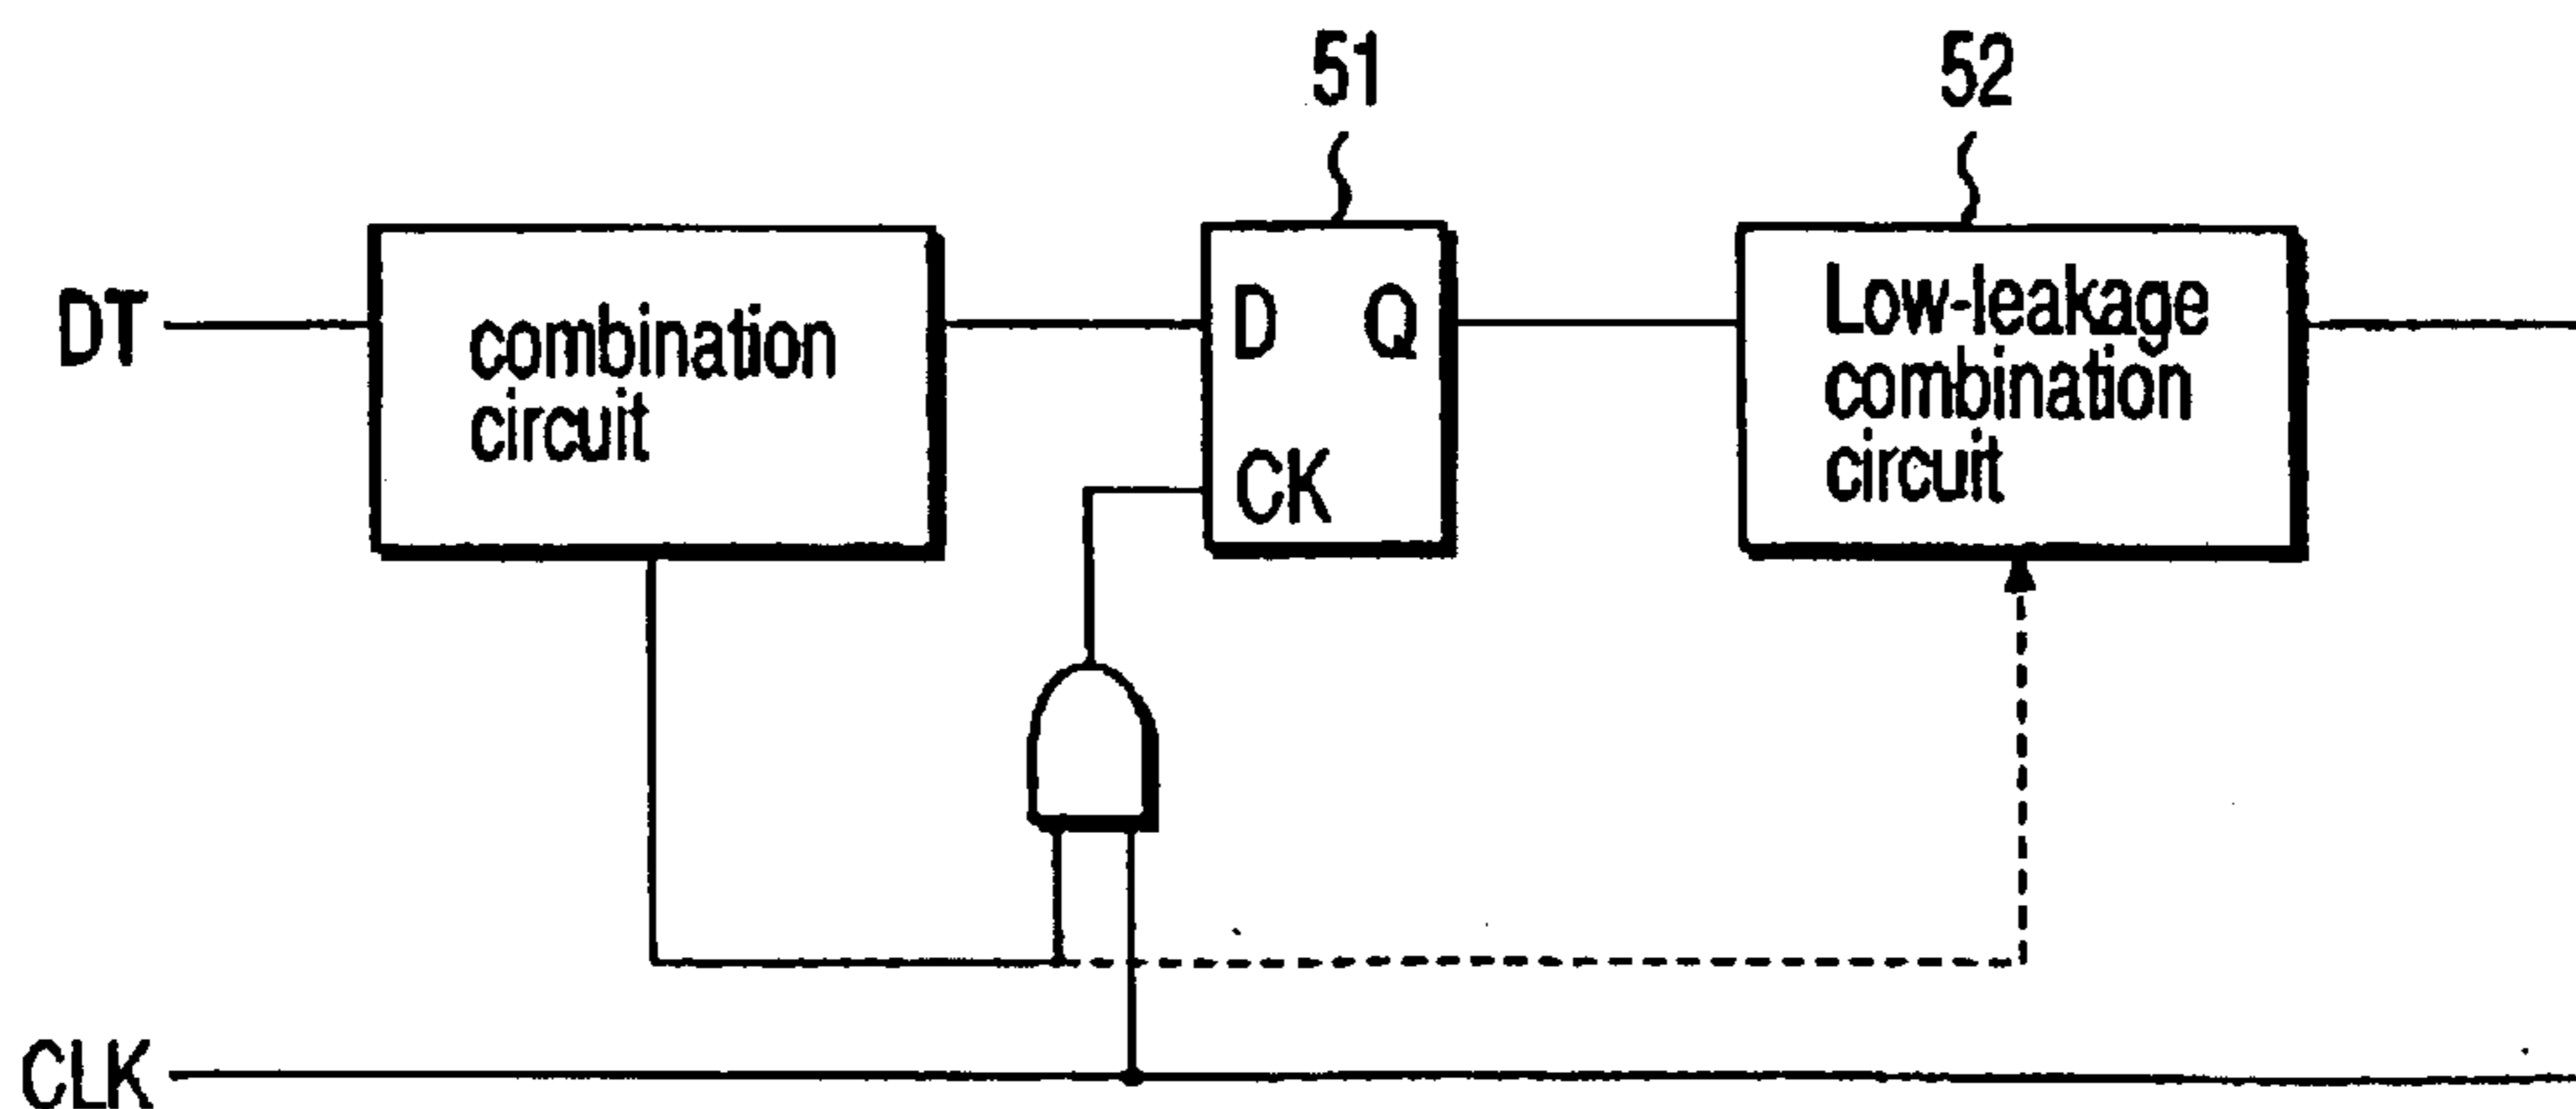 51
52
DT
combination
circuit
D Q
CK
Low-leakage
combination
circuit
CLK